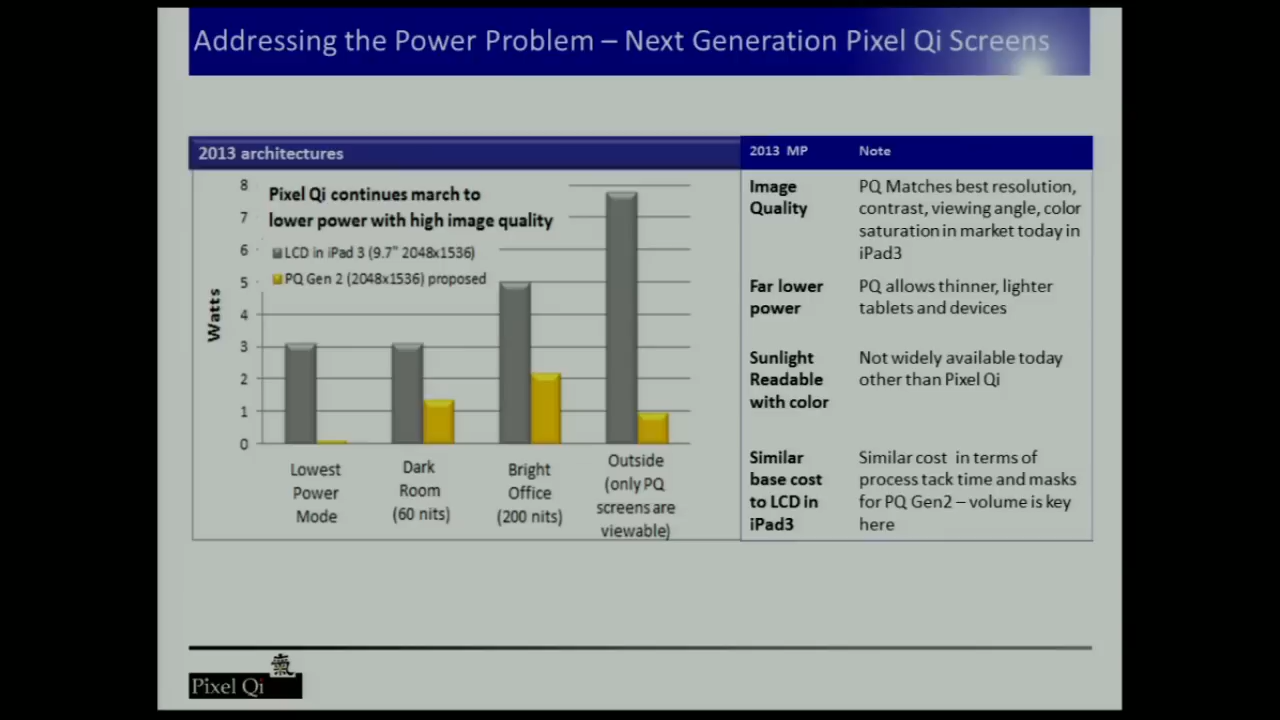 Addressing the Power Problem – Next Generation Pixel Qi Screens
2013 architectures
Pixel Qi continues march to
lower power with high image quality
LCD in iPad 3 (9.7" 2048x1536)
PQ Gen 2 (2048x1536) proposed
Watts
8
7
6
5
4
3
2
1
0
Lowest
Power
Mode
Dark
Room
(60 nits)
Bright
Office
(200 nits)
Outside
(only PQ
screens are
viewable)
2013 MP
Note
Image
Quality
PQ Matches best resolution,
contrast, viewing angle, color
saturation in market today in
iPad3
Far lower
power
PQ allows thinner, lighter
tablets and devices
Sunlight
Readable
with color
Not widely available today
other than Pixel Qi
Similar
base cost
to LCD in
iPad3
Similar cost in terms of
process tack time and masks
for PQ Gen2 – volume is key
here
氣
Pixel Qi